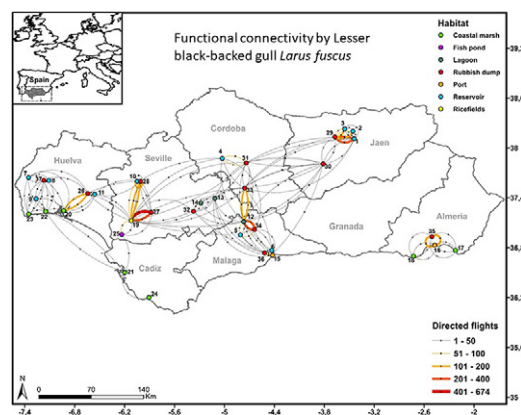 Functional connectivity by Lesser
black-backed gull Larus fuscus
Habitat
Coastal marsh
Fish pond
Lagoon
Rubbish dump
Port
Reservoir
Ricefields
Spain
Huelva
Seville
Cordoba
Jaen
Cadiz
Malaga
Granada
Almeria
Directed flights
1 - 50
51 - 100
101 - 200
201 - 400
401 - 674
N
0 70 140
Km
-7.4 -6.8 -6.2 -5.6 -5 -4.4 -3.8 -3.2 -2.6 -2